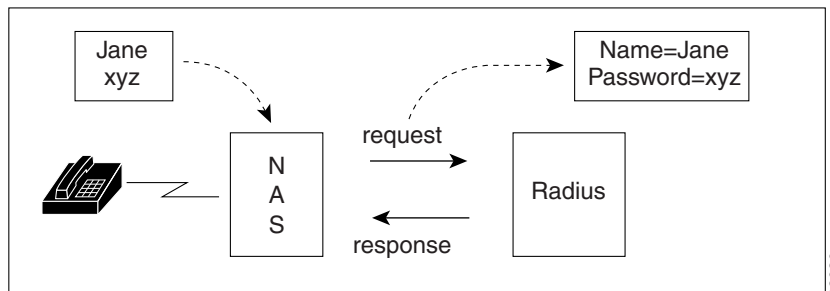 Jane
xyz
Name=Jane
Password=xyz
request
N
A
S
Radius
response